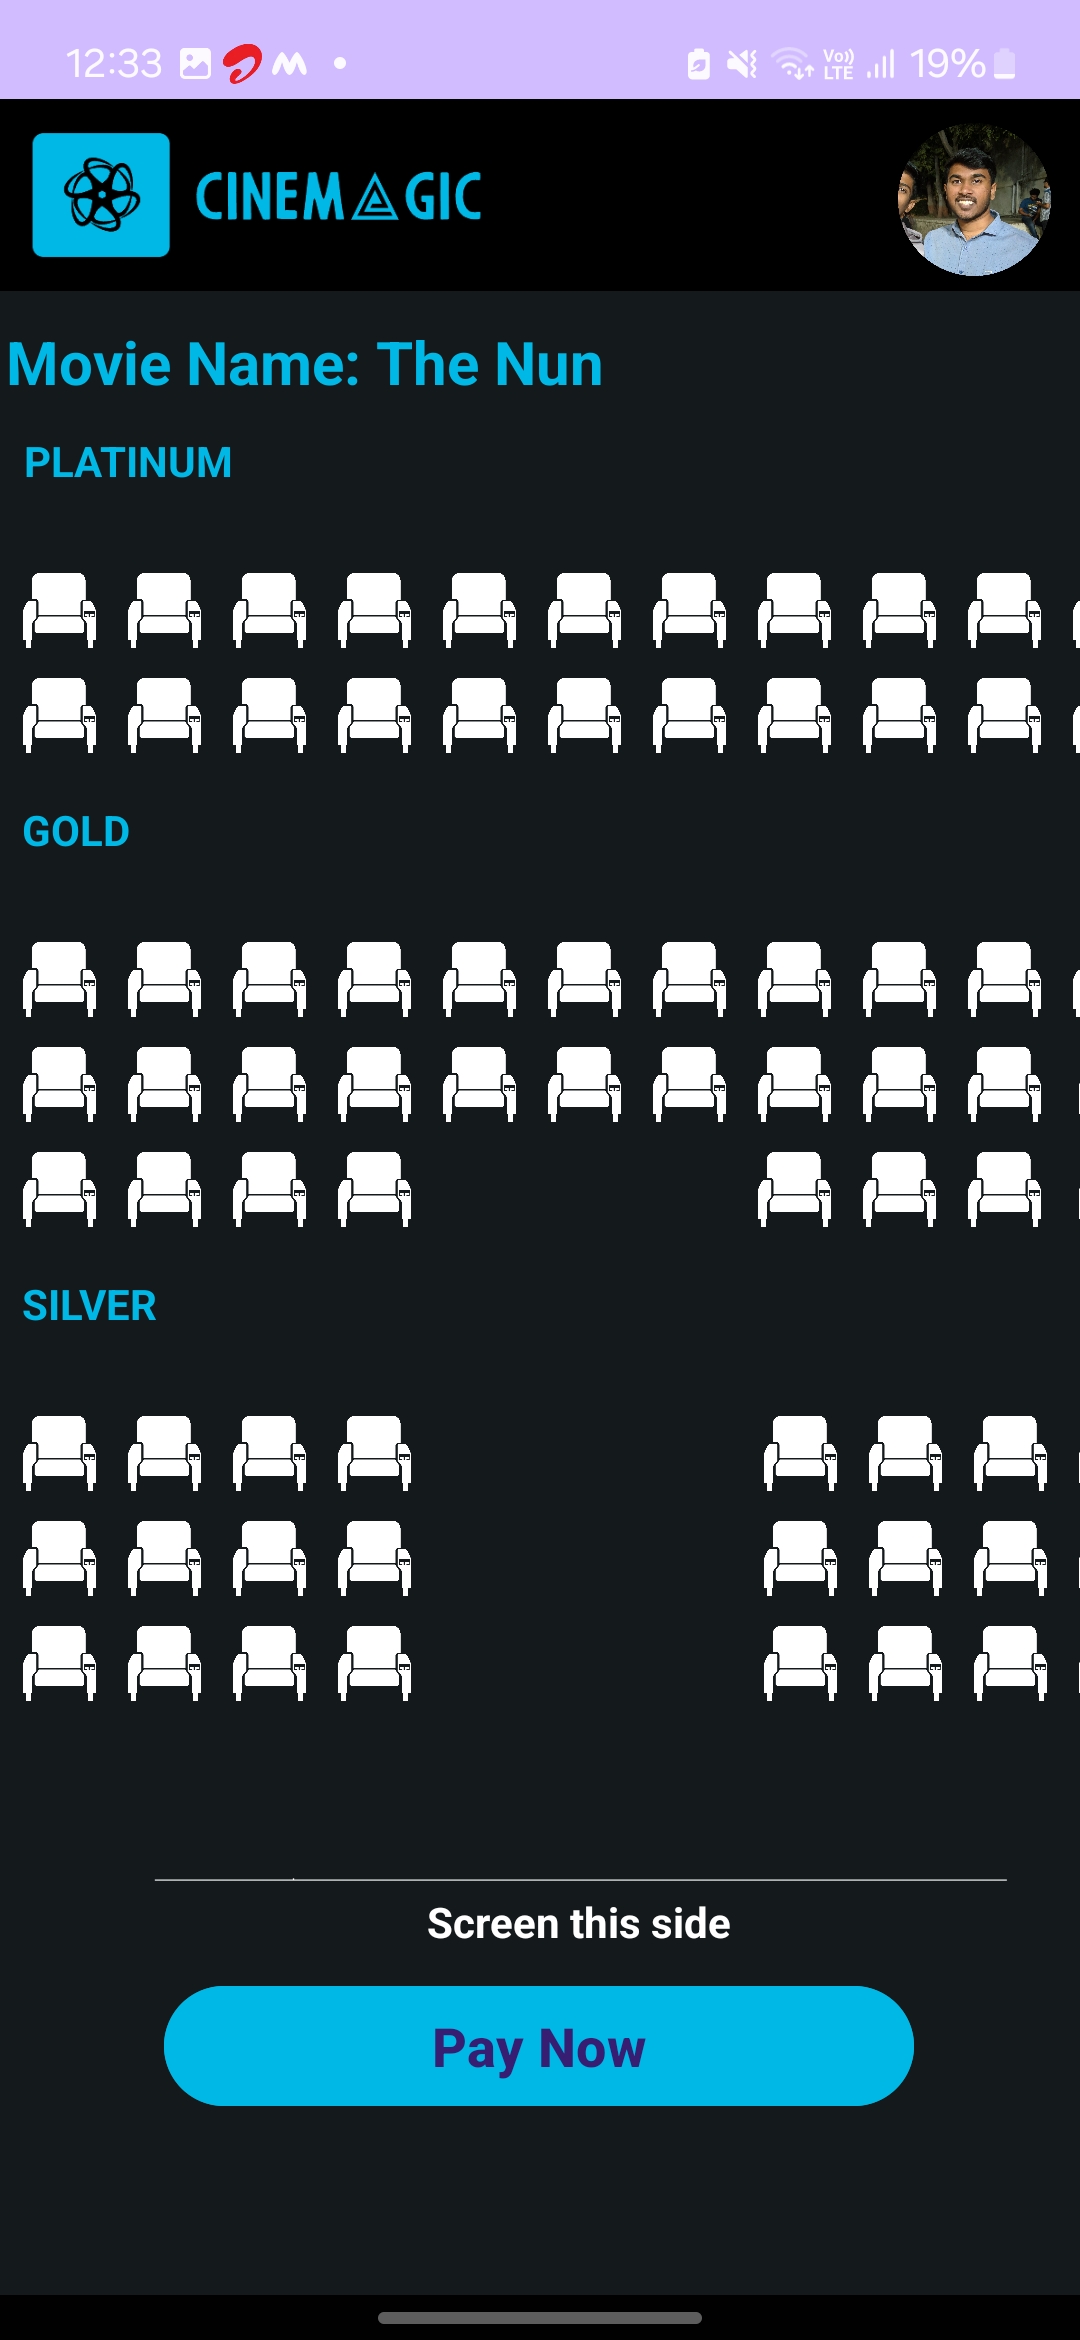 12:33 Vo)) LTE 19%
CINEMAGIC
Movie Name: The Nun
PLATINUM
GOLD
SILVER
Screen this side
Pay Now